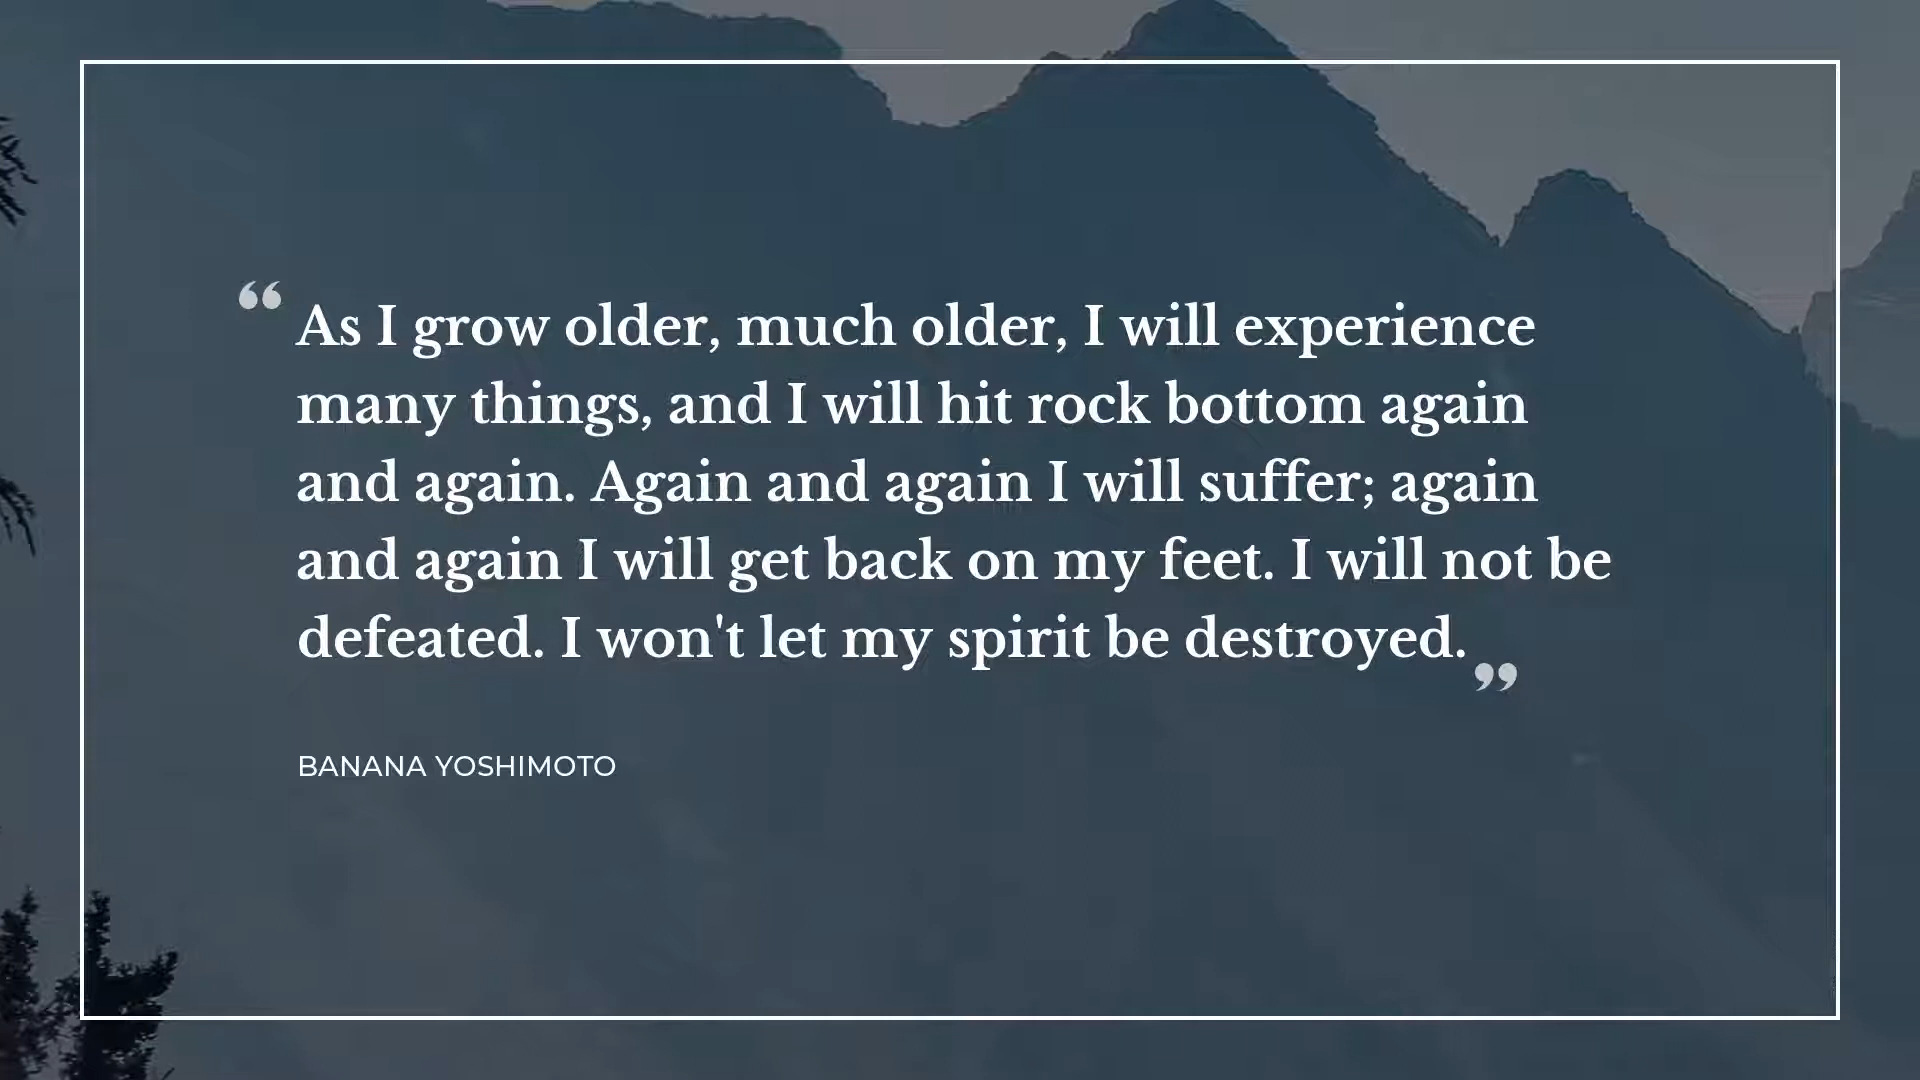 “As I grow older, much older, I will experience
many things, and I will hit rock bottom again
and again. Again and again I will suffer; again
and again I will get back on my feet. I will not be
defeated. I won't let my spirit be destroyed.”
BANANA YOSHIMOTO